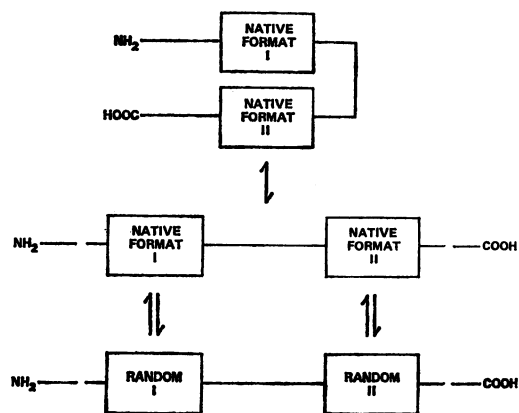 NH2
NATIVE
FORMAT
I
HOOC
NATIVE
FORMAT
II
NH2
NATIVE
FORMAT
I
NATIVE
FORMAT
II
COOH
NH2
RANDOM
I
RANDOM
II
COOH